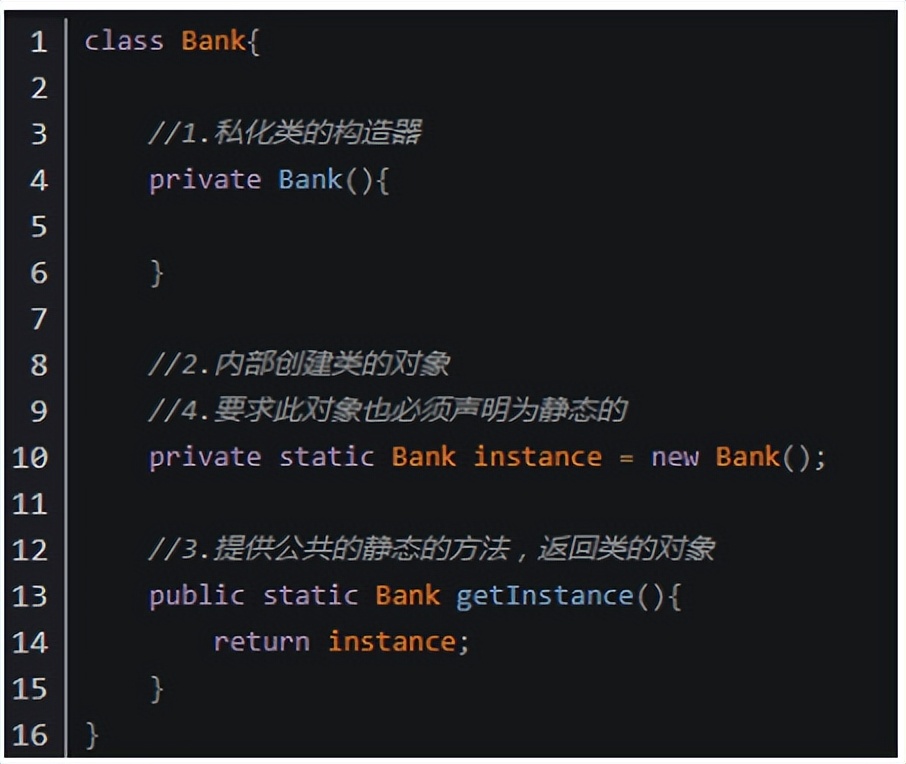 1 class Bank{
2
3 //1.私化类的构造器
4 private Bank(){
5
6 }
7
8 //2.内部创建类的对象
9 //4.要求此对象也必须声明为静态的
10 private static Bank instance = new Bank();
11
12 //3.提供公共的静态的方法，返回类的对象
13 public static Bank getInstance(){
14 return instance;
15 }
16 }